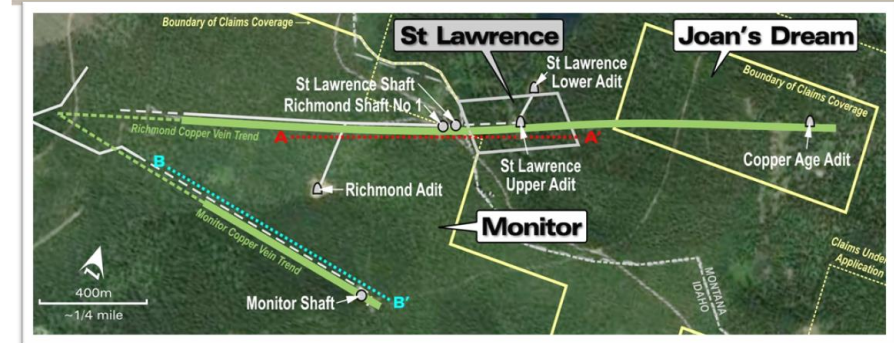 Boundary of Claims Coverage
St Lawrence
Joan's Dream
St Lawrence
Lower Adit
St Lawrence Shaft
Richmond Shaft No 1
Boundary of Claims Coverage
Richmond Copper Vein Trend
A
A'
Copper Age Adit
St Lawrence
Upper Adit
B
Richmond Adit
Monitor
Monitor Copper Vein Trend
Claims Under
Application
400m
~1/4 mile
Monitor Shaft
B'
MONTANA
IDAHO